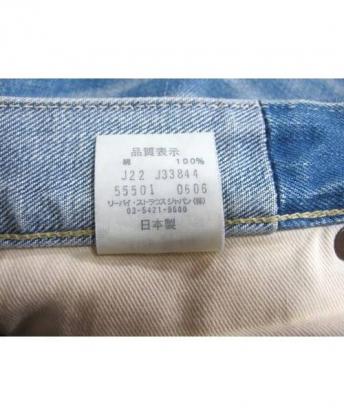 品質表示
綿 100%
J22 J33844
55501 0606
リーバイ・ストラウス ジャパン(株)
03-5421-9600
日本製